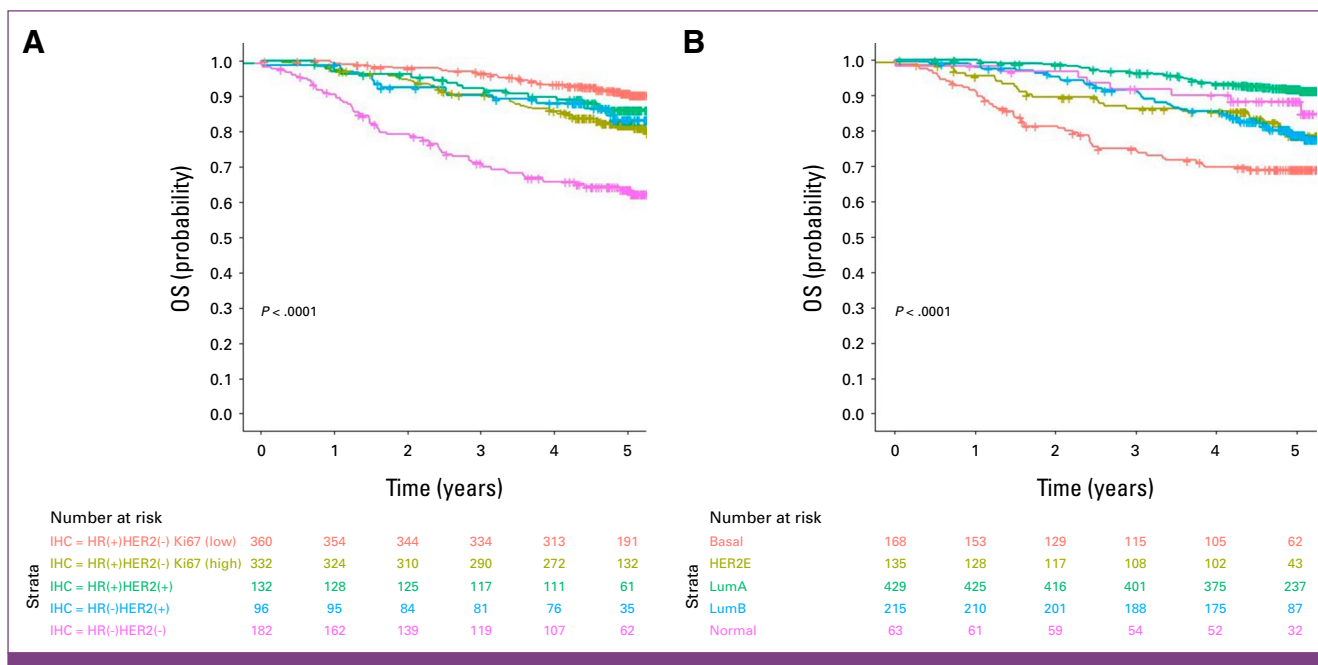 A
1.0
0.9
0.8
0.7
0.6
0.5
0.4
0.3
0.2
0.1
0.0
OS (probability)
P < .0001
0 1 2 3 4 5
Time (years)
Number at risk
Strata
IHC = HR(+)HER2(-) Ki67 (low) 360 354 344 334 313 191
IHC = HR(+)HER2(-) Ki67 (high) 332 324 310 290 272 132
IHC = HR(+)HER2(+) 132 128 125 117 111 61
IHC = HR(-)HER2(+) 96 95 84 81 76 35
IHC = HR(-)HER2(-) 182 162 139 119 107 62
B
1.0
0.9
0.8
0.7
0.6
0.5
0.4
0.3
0.2
0.1
0.0
OS (probability)
P < .0001
0 1 2 3 4 5
Time (years)
Number at risk
Strata
Basal 168 153 129 115 105 62
HER2E 135 128 117 108 102 43
LumA 429 425 416 401 375 237
LumB 215 210 201 188 175 87
Normal 63 61 59 54 52 32